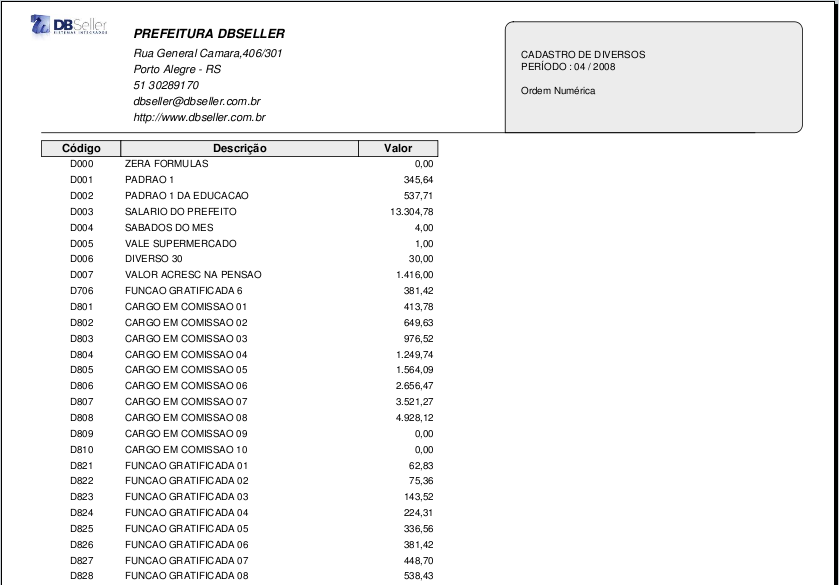 DBSeller
SISTEMAS INTEGRADOS
PREFEITURA DBSELLER
Rua General Camara,406/301
Porto Alegre - RS
51 30289170
dbseller@dbseller.com.br
http://www.dbseller.com.br
CADASTRO DE DIVERSOS
PERÍODO : 04 / 2008
Ordem Numérica
Código Descrição Valor
D000 ZERA FORMULAS 0,00
D001 PADRAO 1 345,64
D002 PADRAO 1 DA EDUCACAO 537,71
D003 SALARIO DO PREFEITO 13.304,78
D004 SABADOS DO MES 4,00
D005 VALE SUPERMERCADO 1,00
D006 DIVERSO 30 30,00
D007 VALOR ACRESC NA PENSAO 1.416,00
D706 FUNCAO GRATIFICADA 6 381,42
D801 CARGO EM COMISSAO 01 413,78
D802 CARGO EM COMISSAO 02 649,63
D803 CARGO EM COMISSAO 03 976,52
D804 CARGO EM COMISSAO 04 1.249,74
D805 CARGO EM COMISSAO 05 1.564,09
D806 CARGO EM COMISSAO 06 2.656,47
D807 CARGO EM COMISSAO 07 3.521,27
D808 CARGO EM COMISSAO 08 4.928,12
D809 CARGO EM COMISSAO 09 0,00
D810 CARGO EM COMISSAO 10 0,00
D821 FUNCAO GRATIFICADA 01 62,83
D822 FUNCAO GRATIFICADA 02 75,36
D823 FUNCAO GRATIFICADA 03 143,52
D824 FUNCAO GRATIFICADA 04 224,31
D825 FUNCAO GRATIFICADA 05 336,56
D826 FUNCAO GRATIFICADA 06 381,42
D827 FUNCAO GRATIFICADA 07 448,70
D828 FUNCAO GRATIFICADA 08 538,43